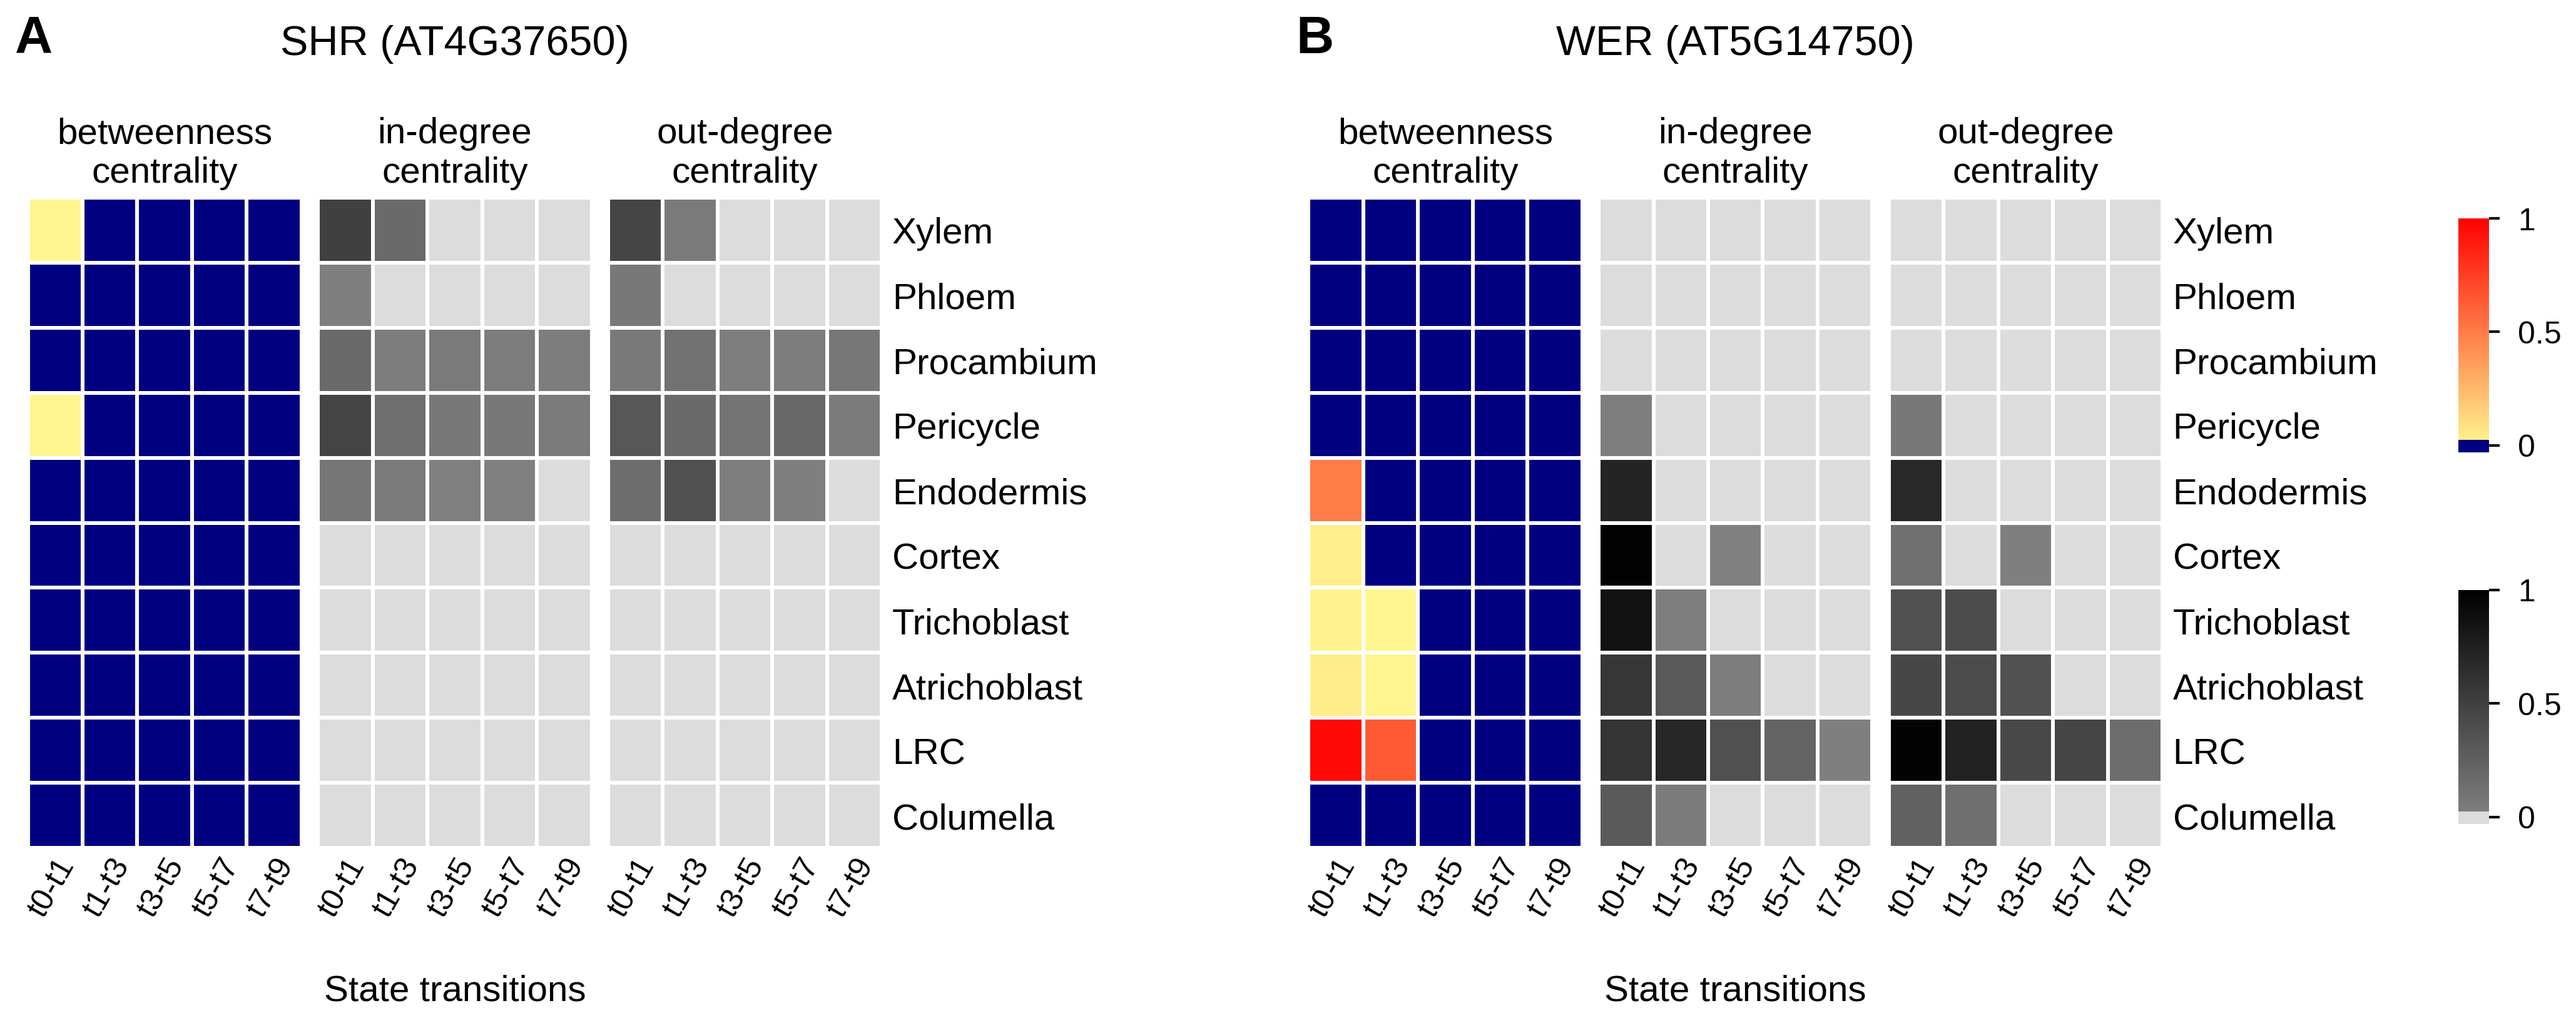 A
SHR (AT4G37650)
betweenness
centrality
in-degree
centrality
out-degree
centrality
Xylem
Phloem
Procambium
Pericycle
Endodermis
Cortex
Trichoblast
Atrichoblast
LRC
Columella
t0-t1 t1-t3 t3-t5 t5-t7 t7-t9
t0-t1 t1-t3 t3-t5 t5-t7 t7-t9
t0-t1 t1-t3 t3-t5 t5-t7 t7-t9
State transitions
B
WER (AT5G14750)
betweenness
centrality
in-degree
centrality
out-degree
centrality
Xylem
Phloem
Procambium
Pericycle
Endodermis
Cortex
Trichoblast
Atrichoblast
LRC
Columella
t0-t1 t1-t3 t3-t5 t5-t7 t7-t9
t0-t1 t1-t3 t3-t5 t5-t7 t7-t9
t0-t1 t1-t3 t3-t5 t5-t7 t7-t9
State transitions
1
0.5
0
1
0.5
0